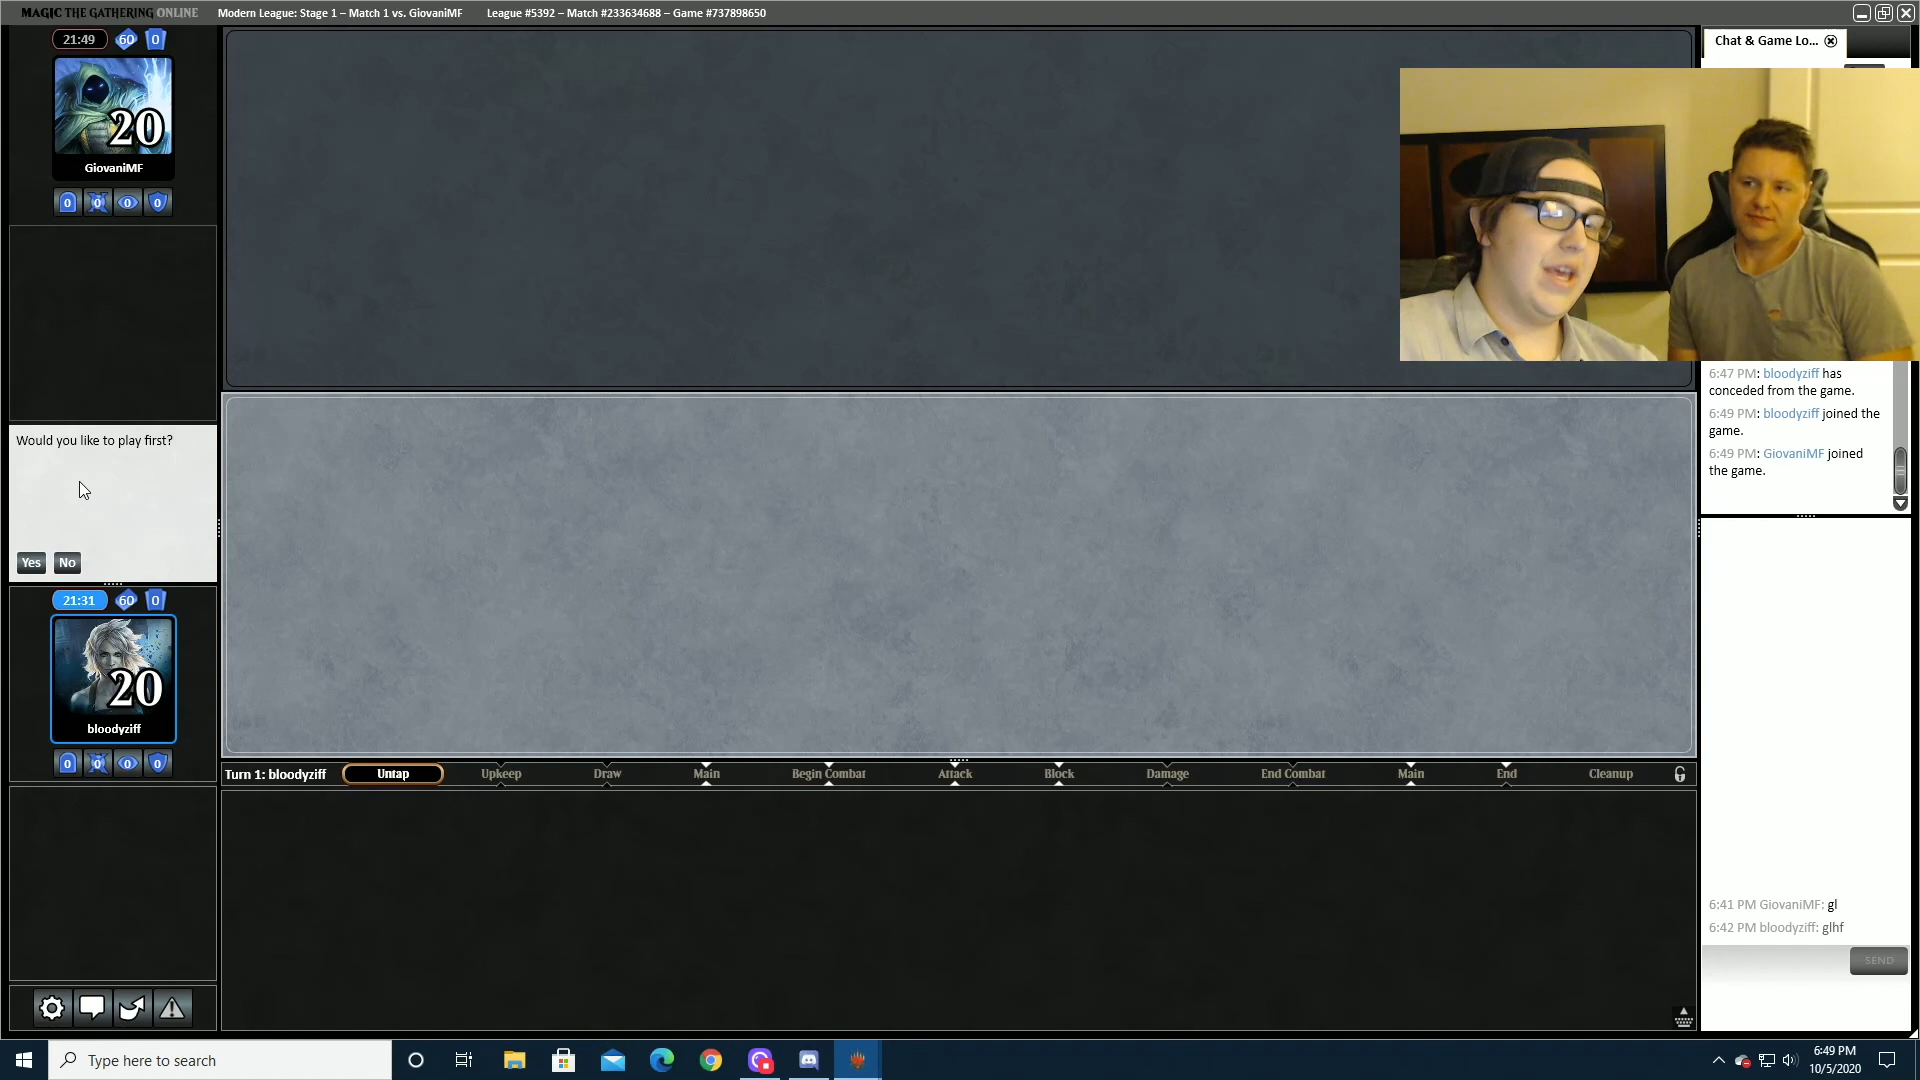 MAGIC THE GATHERING ONLINE
Modern League: Stage 1 – Match 1 vs. GiovaniMF
League #5392 – Match #233634688 – Game #737898650
21:49
60
0
20
GiovaniMF
0
0
0
0
Would you like to play first?
Yes
No
21:31
60
0
20
bloodyziff
0
0
0
0
Turn 1: bloodyziff
Untap
Upkeep
Draw
Main
Begin Combat
Attack
Block
Damage
End Combat
Main
End
Cleanup
Chat & Game Lo...
6:47 PM: bloodyziff has
conceded from the game.
6:49 PM: bloodyziff joined the
game.
6:49 PM: GiovaniMF joined
the game.
6:41 PM GiovaniMF: gl
6:42 PM bloodyziff: glhf
SEND
Type here to search
6:49 PM
10/5/2020